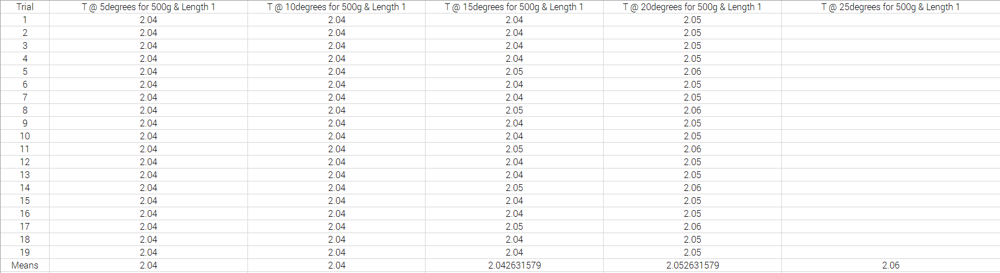 Trial T @ 5degrees for 500g & Length 1 T @ 10degrees for 500g & Length 1 T @ 15degrees for 500g & Length 1 T @ 20degrees for 500g & Length 1 T @ 25degrees for 500g & Length 1
1 2.04 2.04 2.04 2.05
2 2.04 2.04 2.04 2.05
3 2.04 2.04 2.04 2.05
4 2.04 2.04 2.04 2.05
5 2.04 2.04 2.05 2.06
6 2.04 2.04 2.04 2.05
7 2.04 2.04 2.04 2.05
8 2.04 2.04 2.05 2.06
9 2.04 2.04 2.04 2.05
10 2.04 2.04 2.04 2.05
11 2.04 2.04 2.05 2.06
12 2.04 2.04 2.04 2.05
13 2.04 2.04 2.04 2.05
14 2.04 2.04 2.05 2.06
15 2.04 2.04 2.04 2.05
16 2.04 2.04 2.04 2.05
17 2.04 2.04 2.05 2.06
18 2.04 2.04 2.04 2.05
19 2.04 2.04 2.04 2.05
Means 2.04 2.04 2.042631579 2.052631579 2.06